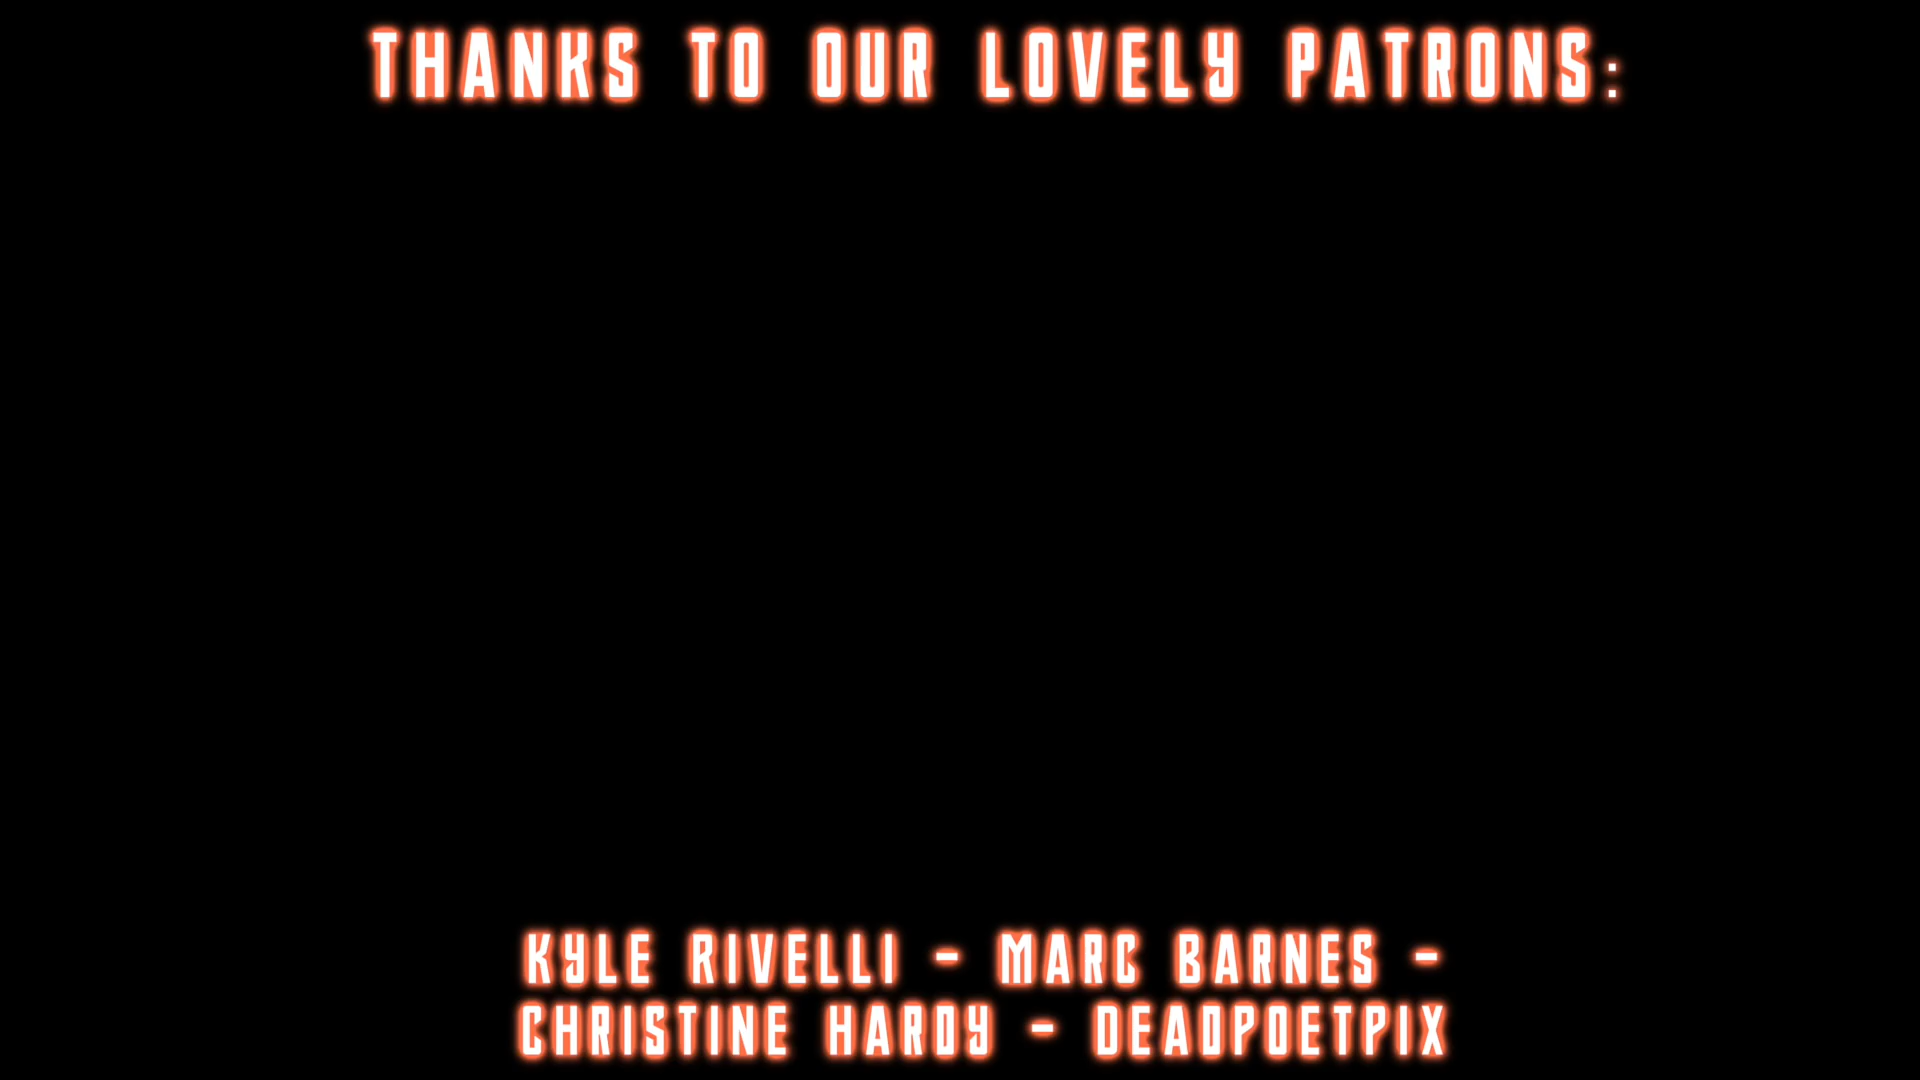 THANKS TO OUR LOVELY PATRONS:
KYLE RIVELLI - MARC BARNES -
CHRISTINE HARDY - DEADPOETPIX